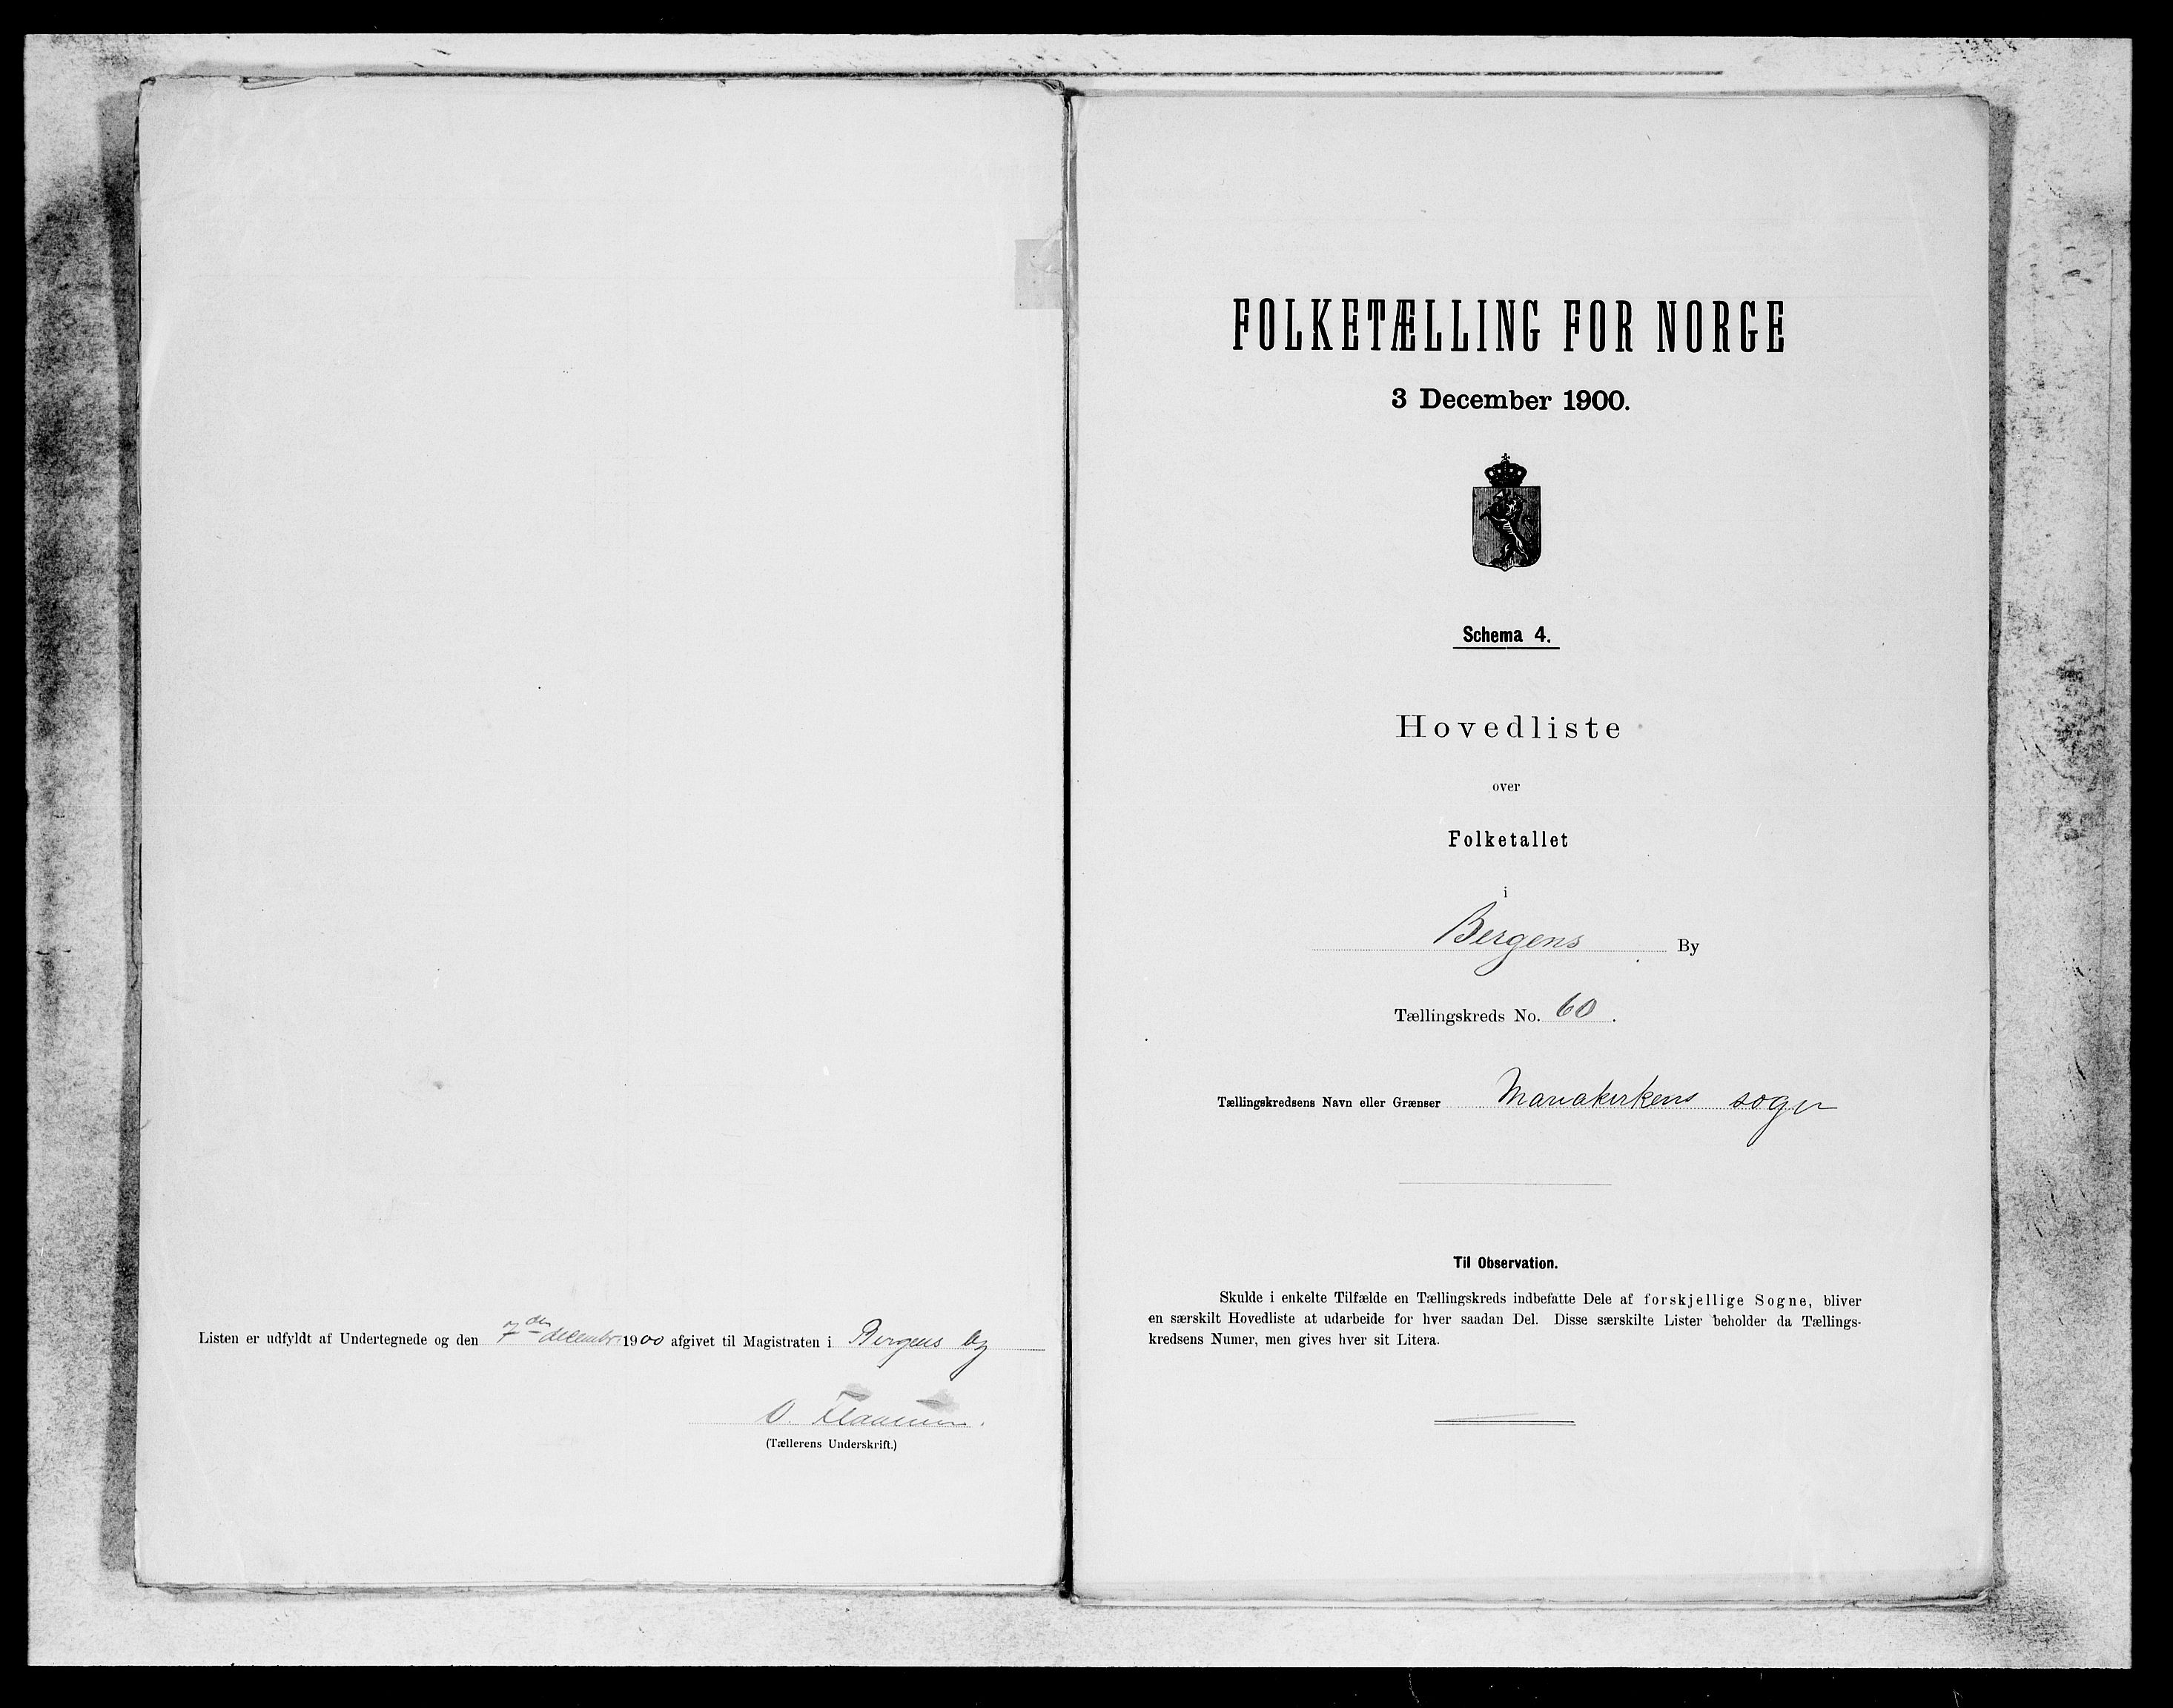 Listen er udfyldt af Undertegnede og den 7den decembr 1900 afgivet til Magistraten i Bergens by
O.
(Tællerens Underskrift.)
FOLKETÆLLING FOR NORGE
3 December 1900.
Schema 4.
Hovedliste
over
Folketallet
i
Bergens By
Tællingskreds No. 60.
Tællingskredsens Navn eller Grænser Mariakirkens sogn
Til Observation.
Skulde i enkelte Tilfælde en Tællingskreds indbefatte Dele af forskjellige Sogne, bliver
en særskilt Hovedliste at udarbeide for hver saadan Del. Disse særskilte Lister beholder da Tællings-
kredsens Numer, men gives hver sit Litera.